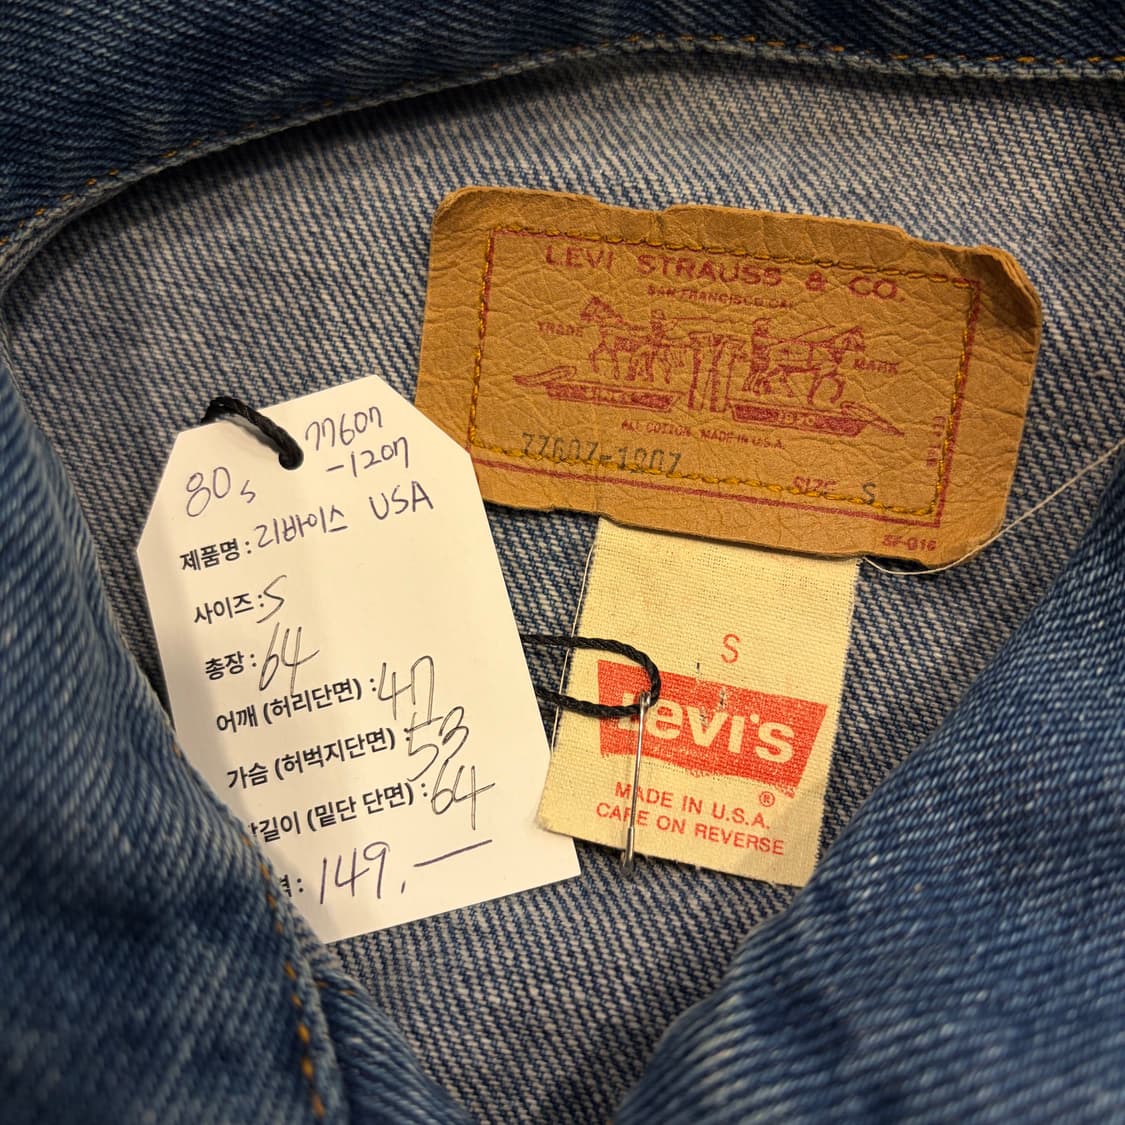 77607
-1207
80s
제품명: 리바이스 USA
사이즈: S
총장: 64
어깨 (허리단면) : 47
가슴 (허벅지단면) : 53
길이 (밑단 단면) : 64
: 149,—
LEVI STRAUSS & CO.
SAN FRANCISCO CAL
TRADE MARK
ALL COTTON MADE IN U.S.A.
77607-1207
SIZE S
SF-016
S
Levi's
®
MADE IN U.S.A.
CARE ON REVERSE